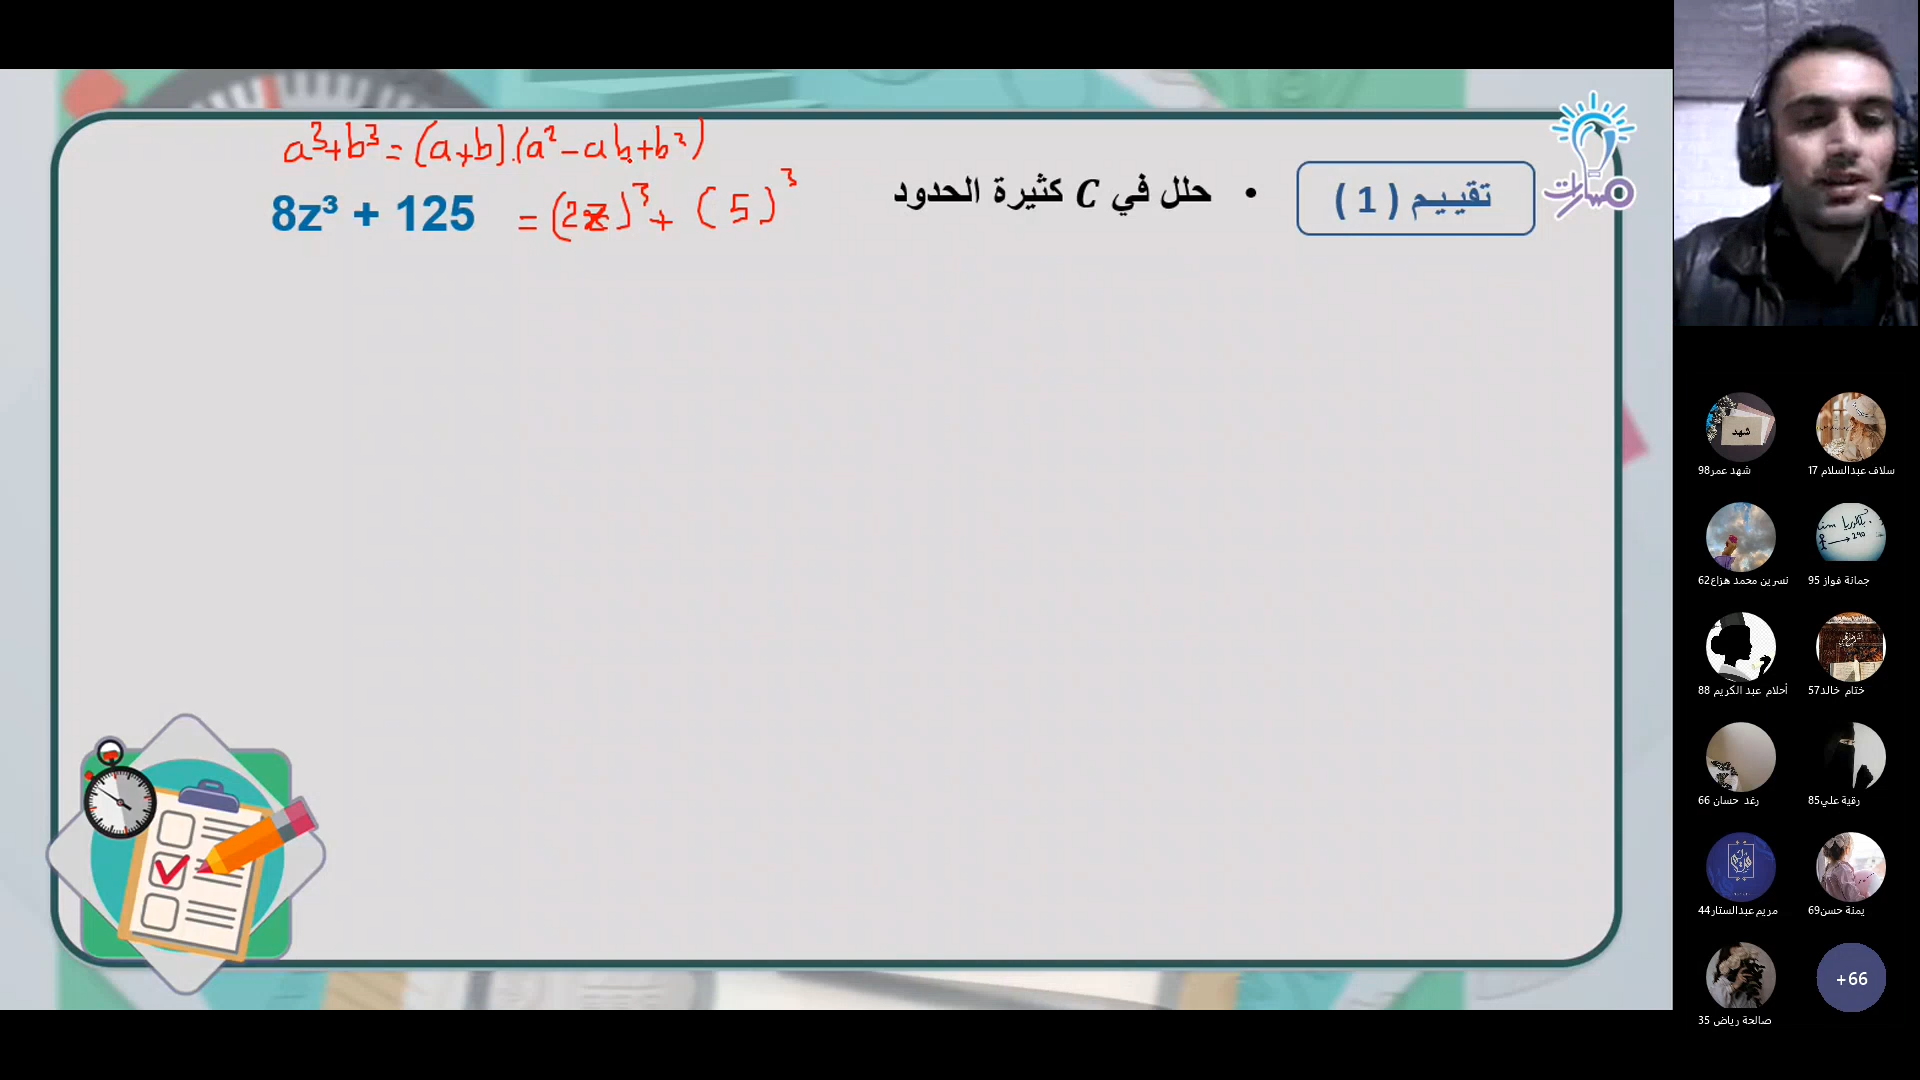 a³+b³ = (a+b).(a²-ab+b²)
تقييم ( 1 )
• حلل في C كثيرة الحدود
8z³ + 125 = (2z)³ + (5)³
مسارات
شهد
شهد عمر98
سلاف عبدالسلام 17
نسرين محمد هزاع62
جمانة فواز 95
أحلام عبد الكريم 88
ختام خالد57
رغد حسان 66
رقية علي85
مريم عبدالستار44
يمنة حسن69
صالحة رياض 35
+66